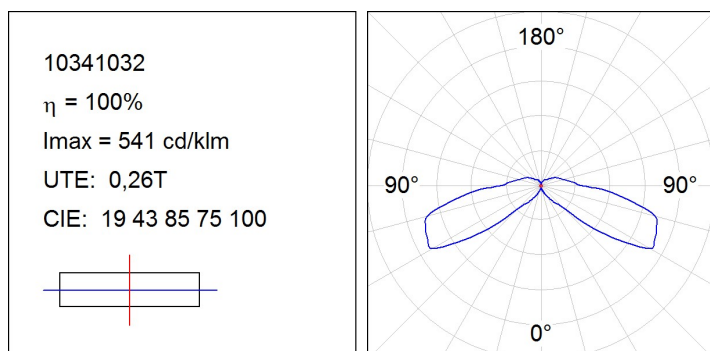 10341032
η = 100%
Imax = 541 cd/klm
UTE: 0,26T
CIE: 19 43 85 75 100
180°
90° 90°
0°